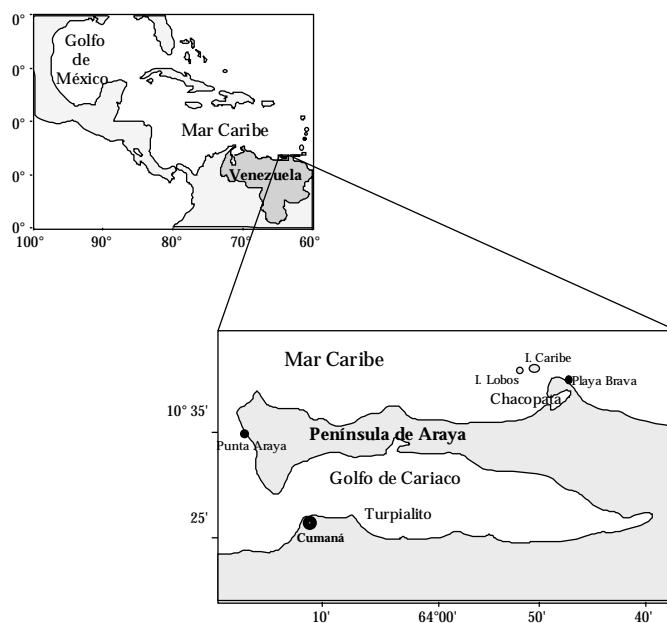 0°
Golfo
de
México
0°
0°
Mar Caribe
Venezuela
0°
0°
100° 90° 80° 70° 60°
Mar Caribe
I. Caribe
I. Lobos
Playa Brava
Chacopata
10° 35'
Península de Araya
Punta Araya
Golfo de Cariaco
25'
Turpialito
Cumaná
10' 64°00' 50' 40'